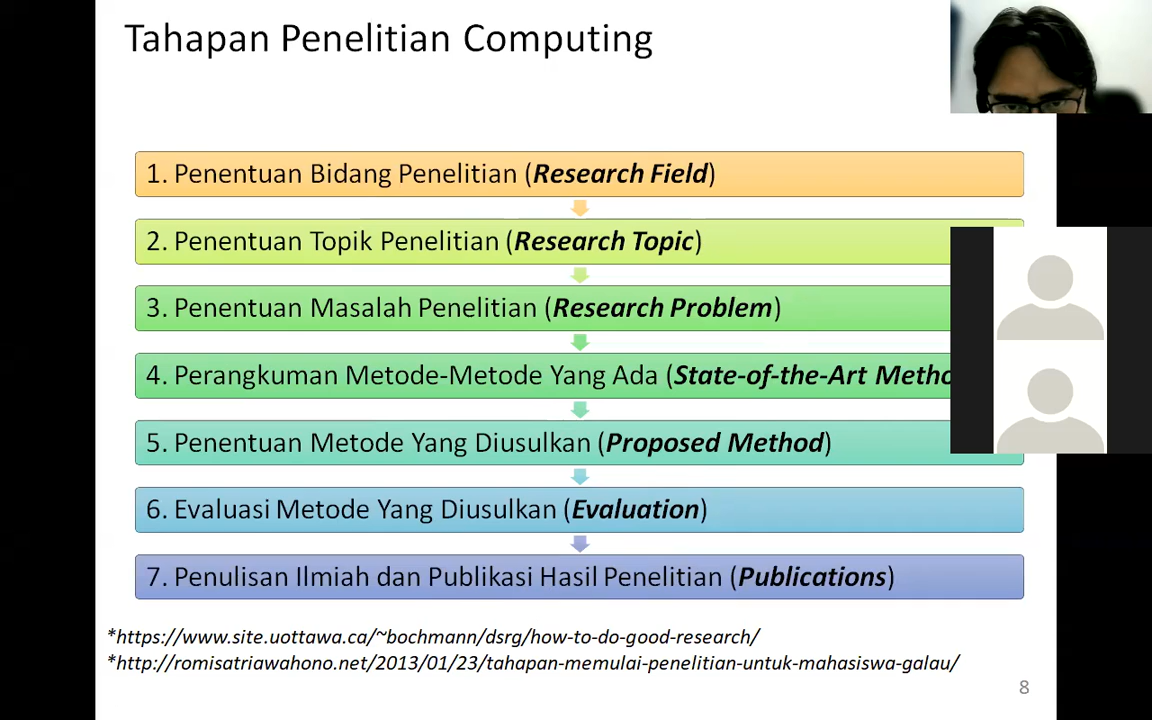 Tahapan Penelitian Computing
1. Penentuan Bidang Penelitian (Research Field)
2. Penentuan Topik Penelitian (Research Topic)
3. Penentuan Masalah Penelitian (Research Problem)
4. Perangkuman Metode-Metode Yang Ada (State-of-the-Art
5. Penentuan Metode Yang Diusulkan (Proposed Method)
6. Evaluasi Metode Yang Diusulkan (Evaluation)
7. Penulisan Ilmiah dan Publikasi Hasil Penelitian (Publications)
*https://www.site.uottawa.ca/~bochmann/dsrg/how-to-do-good-research/
*http://romisatriawahono.net/2013/01/23/tahapan-memulai-penelitian-untuk-mahasiswa-galau/
8